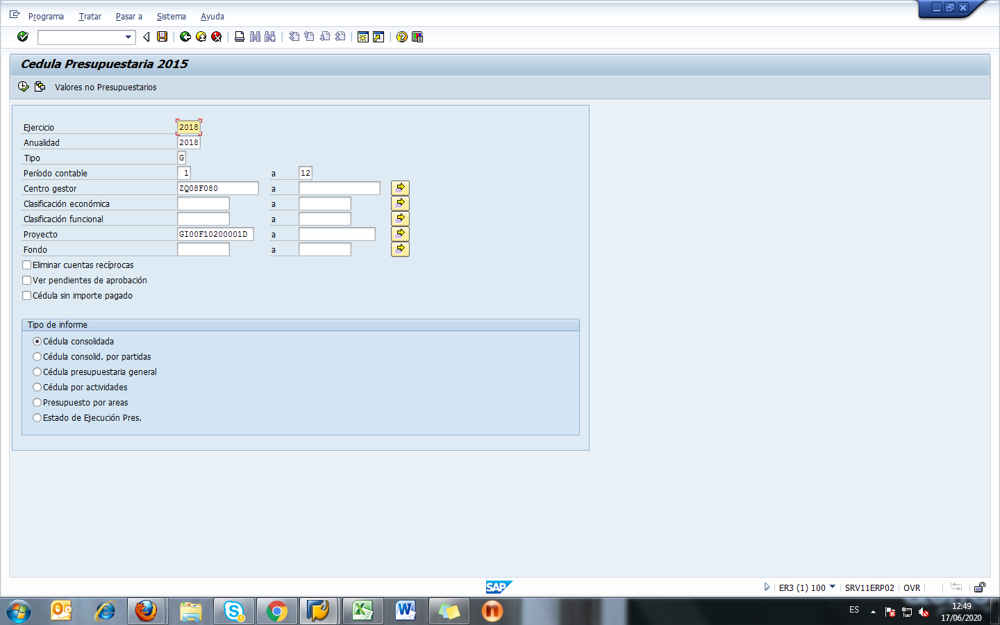 Programa Tratar Pasar a Sistema Ayuda
Cedula Presupuestaria 2015
Valores no Presupuestarios
Ejercicio 2018
Anualidad 2018
Tipo G
Período contable 1 a 12
Centro gestor ZQ08F080 a
Clasificación económica a
Clasificación funcional a
Proyecto GI00F10200001D a
Fondo a
Eliminar cuentas recíprocas
Ver pendientes de aprobación
Cédula sin importe pagado
Tipo de informe
Cédula consolidada
Cédula consolid. por partidas
Cédula presupuestaria general
Cédula por actividades
Presupuesto por areas
Estado de Ejecución Pres.
SAP
ER3 (1) 100 SRV11ERP02 OVR
ES
12:49
17/06/2020